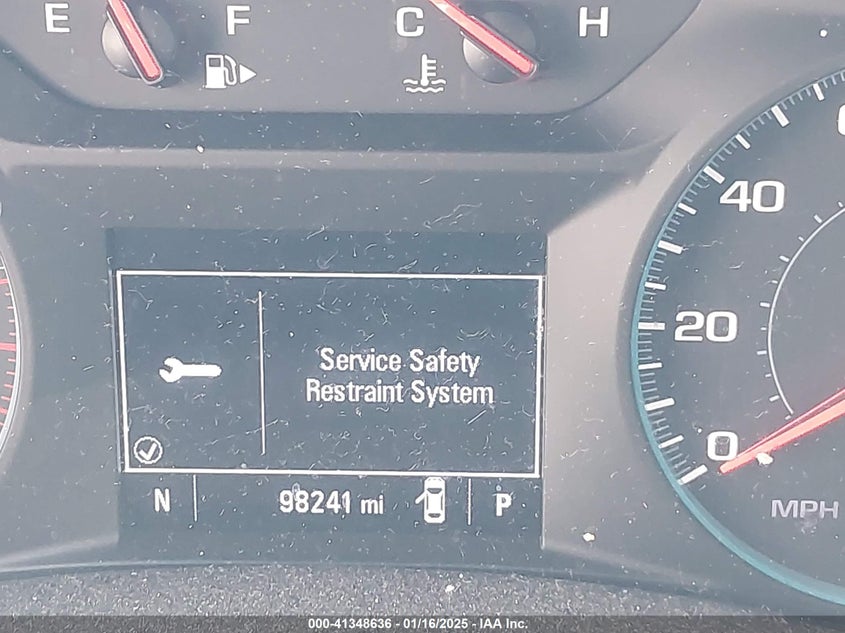 E F C H
40
20
0
MPH
Service Safety
Restraint System
N 98241 mi P
000-41348636 - 01/16/2025 - IAA Inc.